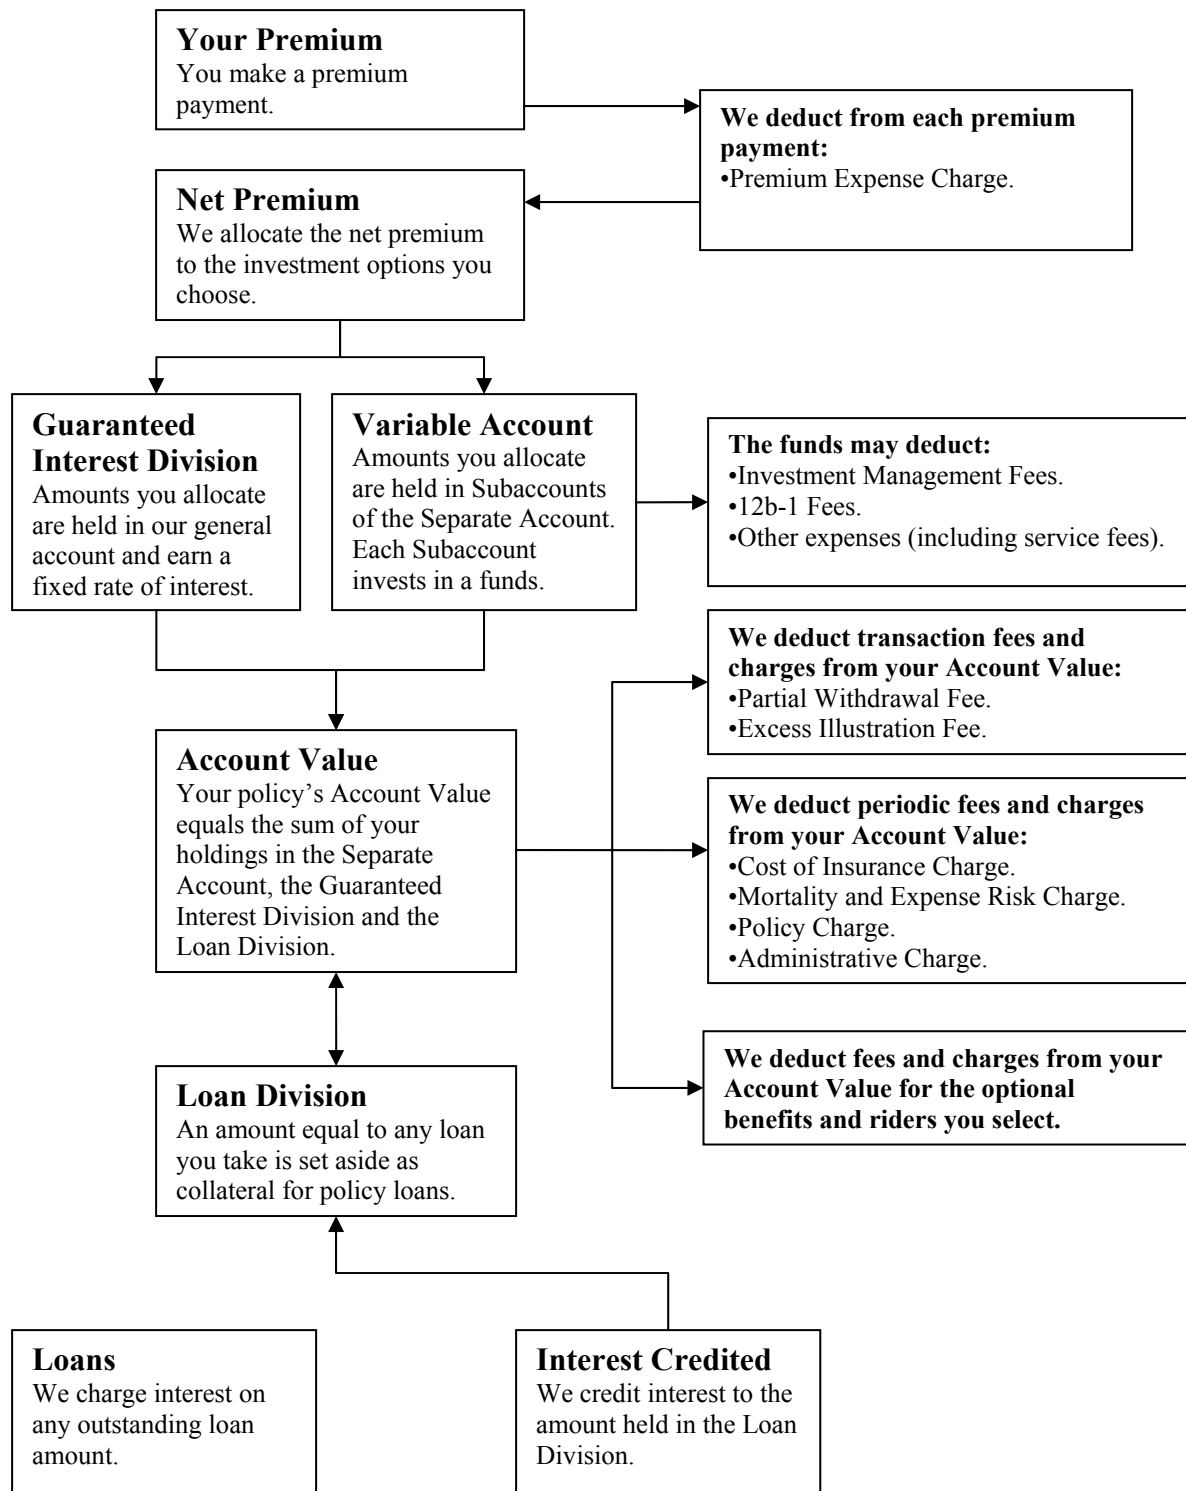 Your Premium
You make a premium
payment.
We deduct from each premium
payment:
•Premium Expense Charge.
Net Premium
We allocate the net premium
to the investment options you
choose.
Guaranteed
Interest Division
Amounts you allocate
are held in our general
account and earn a
fixed rate of interest.
Variable Account
Amounts you allocate
are held in Subaccounts
of the Separate Account.
Each Subaccount
invests in a funds.
The funds may deduct:
•Investment Management Fees.
•12b-1 Fees.
•Other expenses (including service fees).
We deduct transaction fees and
charges from your Account Value:
•Partial Withdrawal Fee.
•Excess Illustration Fee.
Account Value
Your policy’s Account Value
equals the sum of your
holdings in the Separate
Account, the Guaranteed
Interest Division and the
Loan Division.
We deduct periodic fees and charges
from your Account Value:
•Cost of Insurance Charge.
•Mortality and Expense Risk Charge.
•Policy Charge.
•Administrative Charge.
We deduct fees and charges from your
Account Value for the optional
benefits and riders you select.
Loan Division
An amount equal to any loan
you take is set aside as
collateral for policy loans.
Loans
We charge interest on
any outstanding loan
amount.
Interest Credited
We credit interest to the
amount held in the Loan
Division.